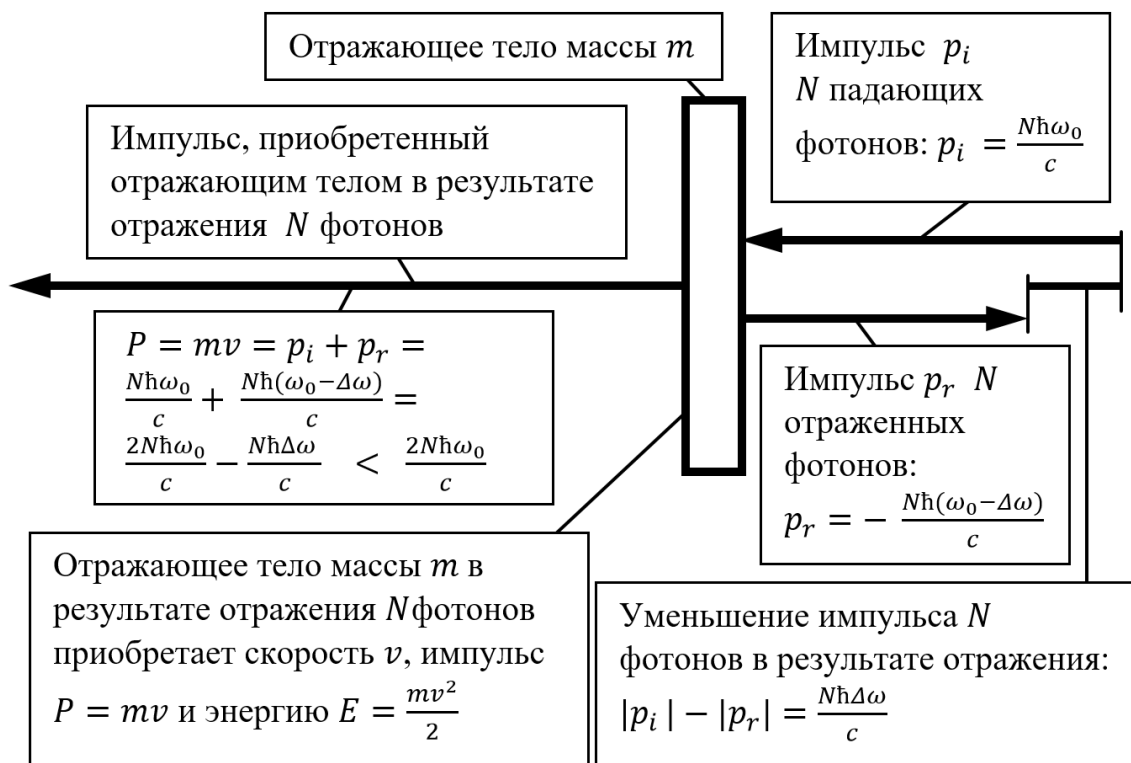 Отражающее тело массы m
Импульс p_i
N падающих
фотонов: p_i = Nħω₀/c
Импульс, приобретенный
отражающим телом в результате
отражения N фотонов
P = mv = p_i + p_r =
Nħω₀/c + Nħ(ω₀−Δω)/c =
2Nħω₀/c − NħΔω/c < 2Nħω₀/c
Импульс p_r N
отраженных
фотонов:
p_r = − Nħ(ω₀−Δω)/c
Отражающее тело массы m в
результате отражения N фотонов
приобретает скорость v, импульс
P = mv и энергию E = mv²/2
Уменьшение импульса N
фотонов в результате отражения:
|p_i| − |p_r| = NħΔω/c